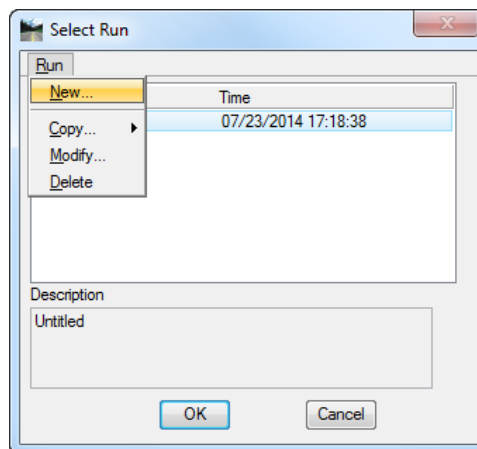 Select Run
Run
New...
Time
07/23/2014 17:18:38
Copy...
Modify...
Delete
Description
Untitled
OK Cancel